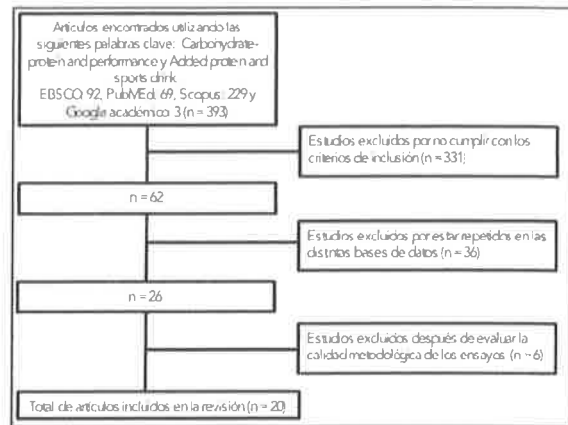 Artículos encontrados utilizando las
siguientes palabras clave: Carbohydrate-
protein and performance y Added protein and
sports drink
EBSCO: 92, PubMEd: 69, Scopus: 229 y
Google académico: 3 (n = 393)
Estudios excluidos por no cumplir con los
criterios de inclusión (n = 331)
n = 62
Estudios excluidos por estar repetidos en las
distintas bases de datos (n = 36)
n = 26
Estudios excluidos después de evaluar la
calidad metodológica de los ensayos (n = 6)
Total de artículos incluidos en la revisión (n = 20)